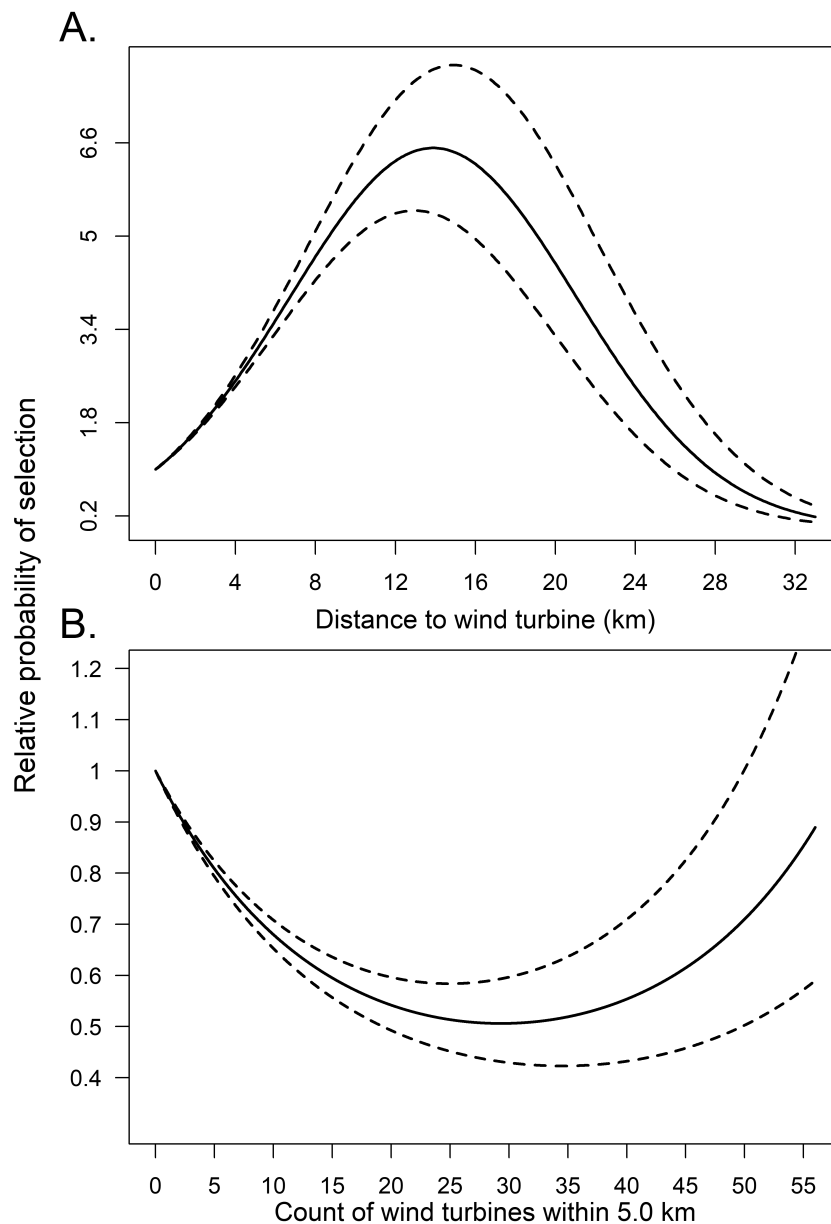 A.
6.6
5
3.4
1.8
0.2
0 4 8 12 16 20 24 28 32
Distance to wind turbine (km)
Relative probability of selection
B.
1.2
1.1
1
0.9
0.8
0.7
0.6
0.5
0.4
0 5 10 15 20 25 30 35 40 45 50 55
Count of wind turbines within 5.0 km